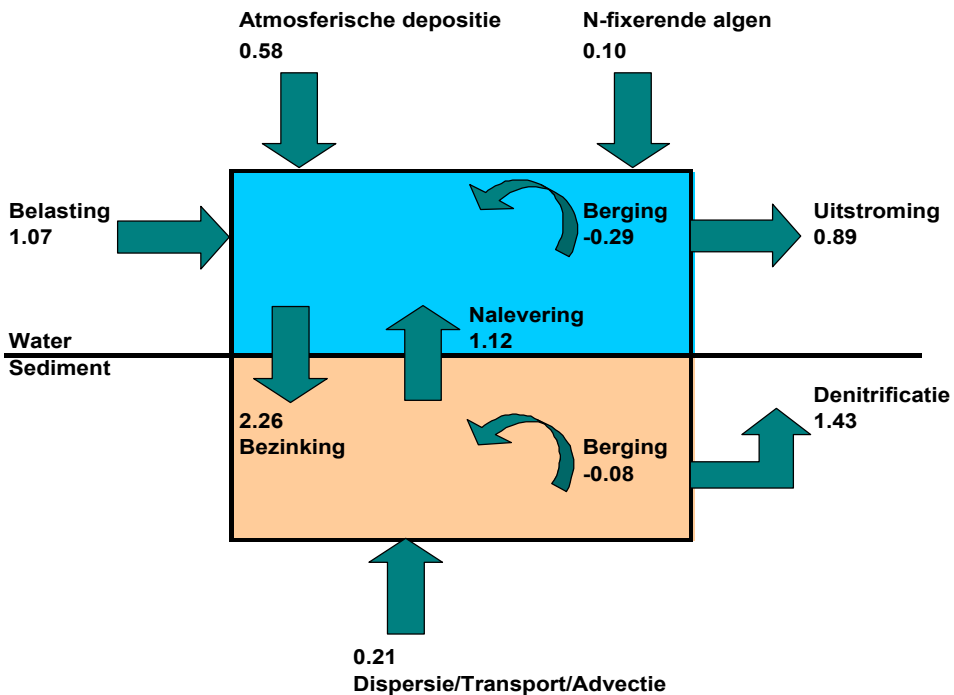 Atmosferische depositie
0.58
N-fixerende algen
0.10
Belasting
1.07
Berging
-0.29
Uitstroming
0.89
Nalevering
1.12
Water
Sediment
2.26
Bezinking
Berging
-0.08
Denitrificatie
1.43
0.21
Dispersie/Transport/Advectie